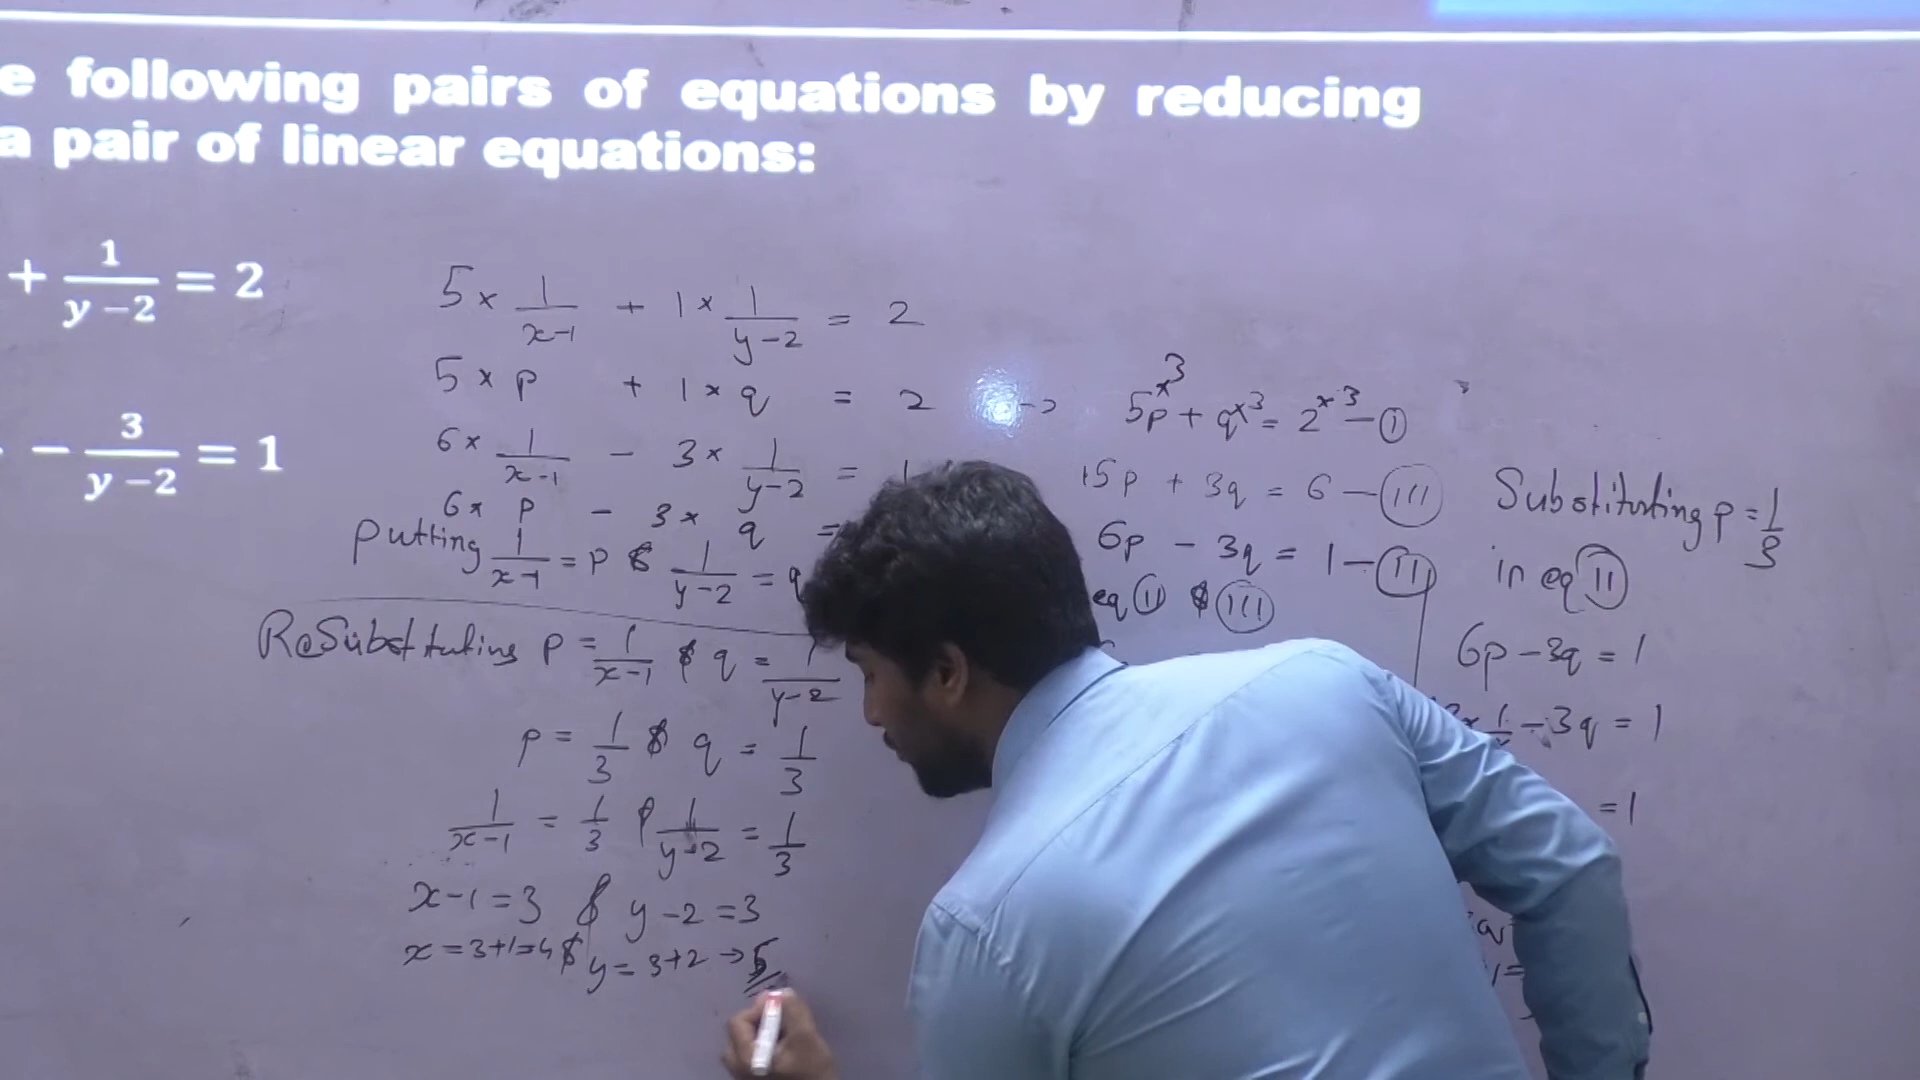 e following pairs of equations by reducing
a pair of linear equations:
+ 1/(y-2) = 2
- 3/(y-2) = 1
5 × 1/(x-1) + 1 × 1/(y-2) = 2
5 × p + 1 × q = 2 →
6 × 1/(x-1) - 3 × 1/(y-2) =
6 × p - 3 × q =
putting 1/(x-1) = p & 1/(y-2) = q
ReSubstituting p = 1/(x-1) & q = 1/(y-2)
p = 1/3 & q = 1/3
1/(x-1) = 1/3 & 1/(y-2) = 1/3
x-1 = 3 & y-2 = 3
x = 3+1=4 & y = 3+2 → 5
5p×3 + q×3 = 2×3 - ①
15p + 3q = 6 - (III)
6p - 3q = 1 - (II)
eq (II) & (III)
Substituting p = 1/3
in eq (II)
6p - 3q = 1
- 3q = 1
= 1